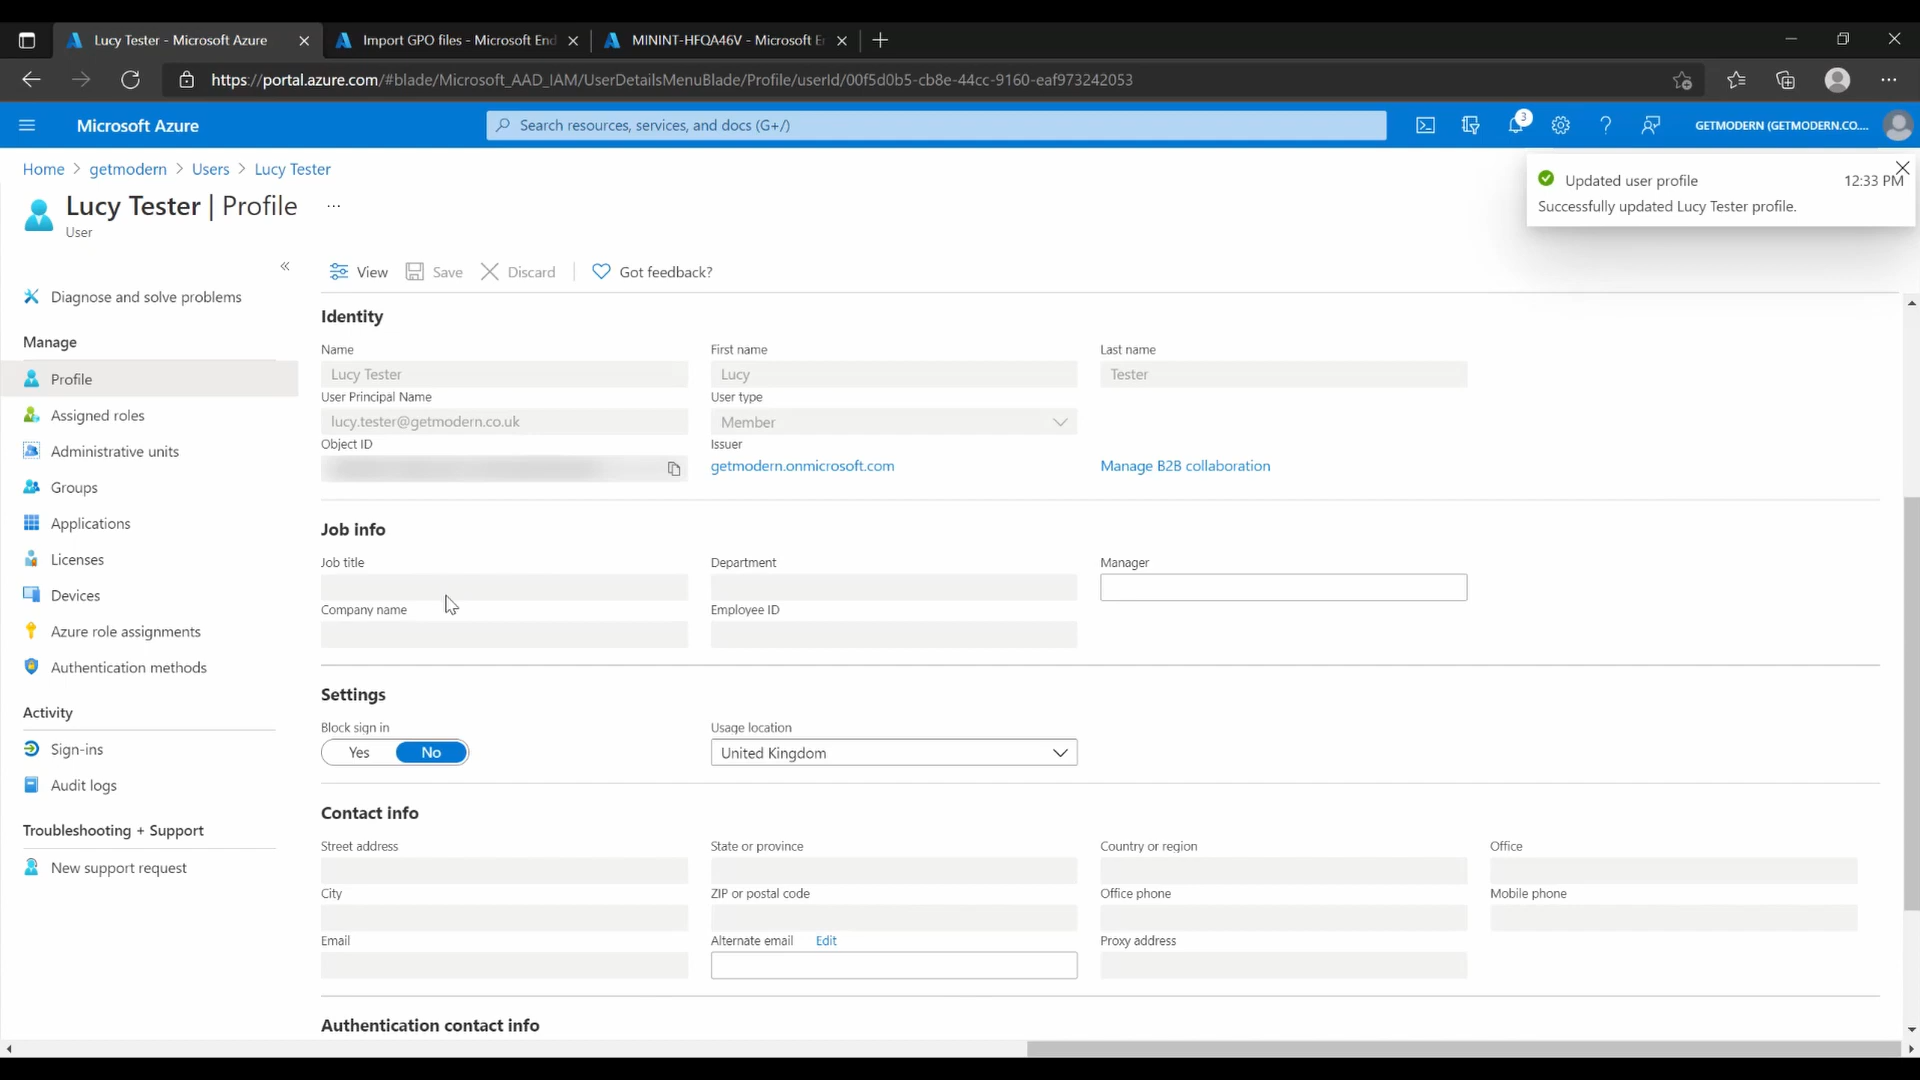 Lucy Tester - Microsoft Azure
Import GPO files - Microsoft End
MININT-HFQA46V - Microsoft E
https://portal.azure.com/#blade/Microsoft_AAD_IAM/UserDetailsMenuBlade/Profile/userId/00f5d0b5-cb8e-44cc-9160-eaf973242053
Microsoft Azure
Search resources, services, and docs (G+/)
3
GETMODERN (GETMODERN.CO....
Home > getmodern > Users > Lucy Tester
Updated user profile 12:33 PM
Successfully updated Lucy Tester profile.
Lucy Tester | Profile ...
User
«
View Save Discard Got feedback?
Diagnose and solve problems
Manage
Profile
Assigned roles
Administrative units
Groups
Applications
Licenses
Devices
Azure role assignments
Authentication methods
Activity
Sign-ins
Audit logs
Troubleshooting + Support
New support request
Identity
Name First name Last name
Lucy Tester Lucy Tester
User Principal Name User type
lucy.tester@getmodern.co.uk Member
Object ID Issuer
getmodern.onmicrosoft.com Manage B2B collaboration
Job info
Job title Department Manager
Company name Employee ID
Settings
Block sign in Usage location
Yes No United Kingdom
Contact info
Street address State or province Country or region Office
City ZIP or postal code Office phone Mobile phone
Email Alternate email Edit Proxy address
Authentication contact info